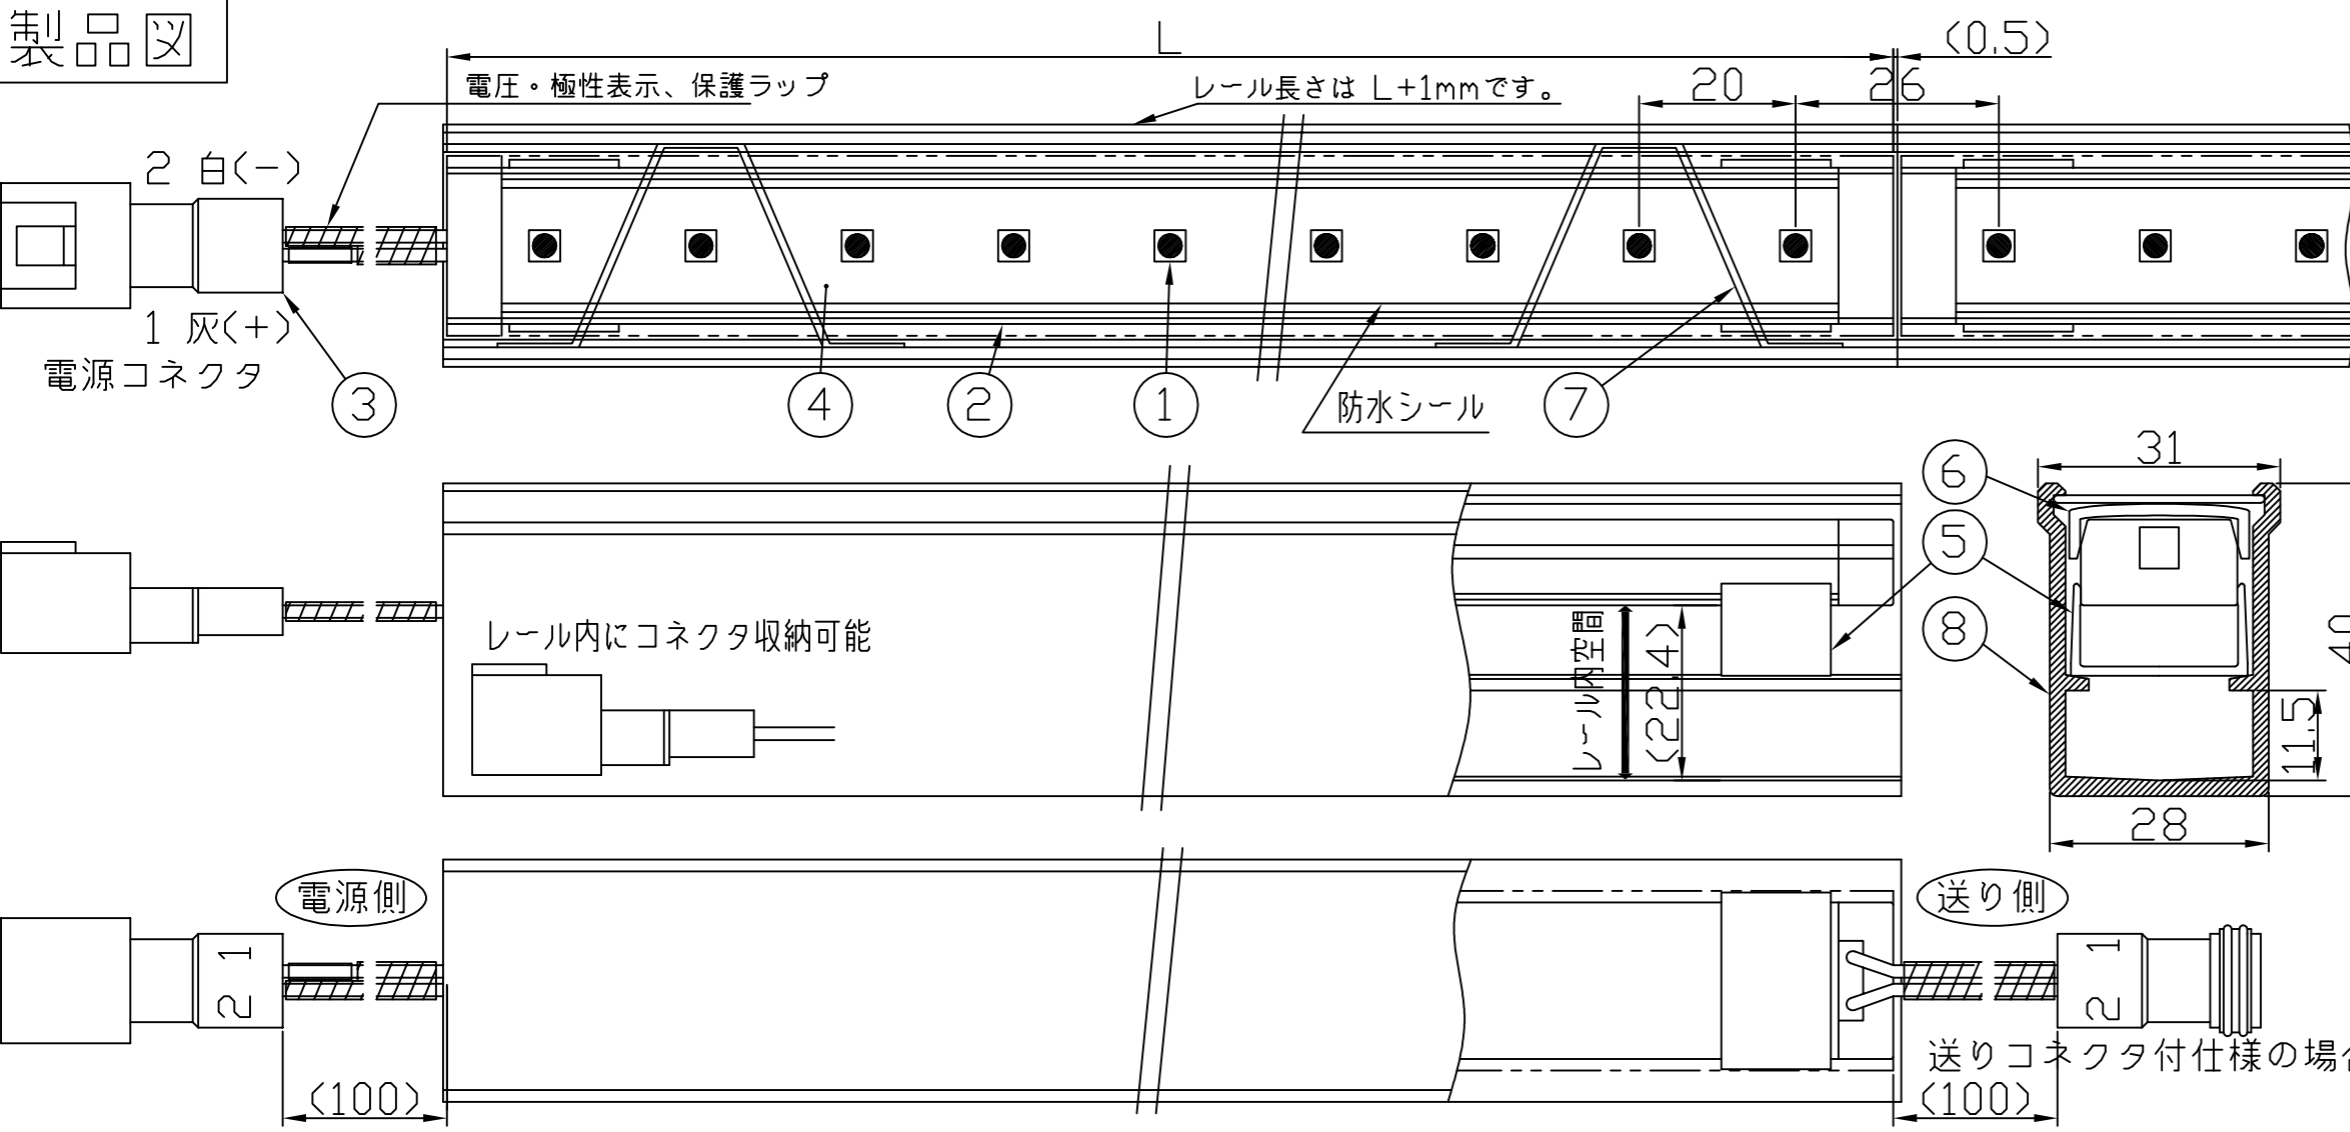 製品図
L
(0.5)
電圧・極性表示、保護ラップ
レール長さは L+1mmです。
20
26
2 白(-)
1 灰(+)
電源コネクタ
3
4
2
1
防水シール
7
6
31
5
レール内にコネクタ収納可能
レール内空間
(22.4)
8
40
11.5
28
電源側
送り側
2 1
2 1
送りコネクタ付仕様の場合
(100)
(100)